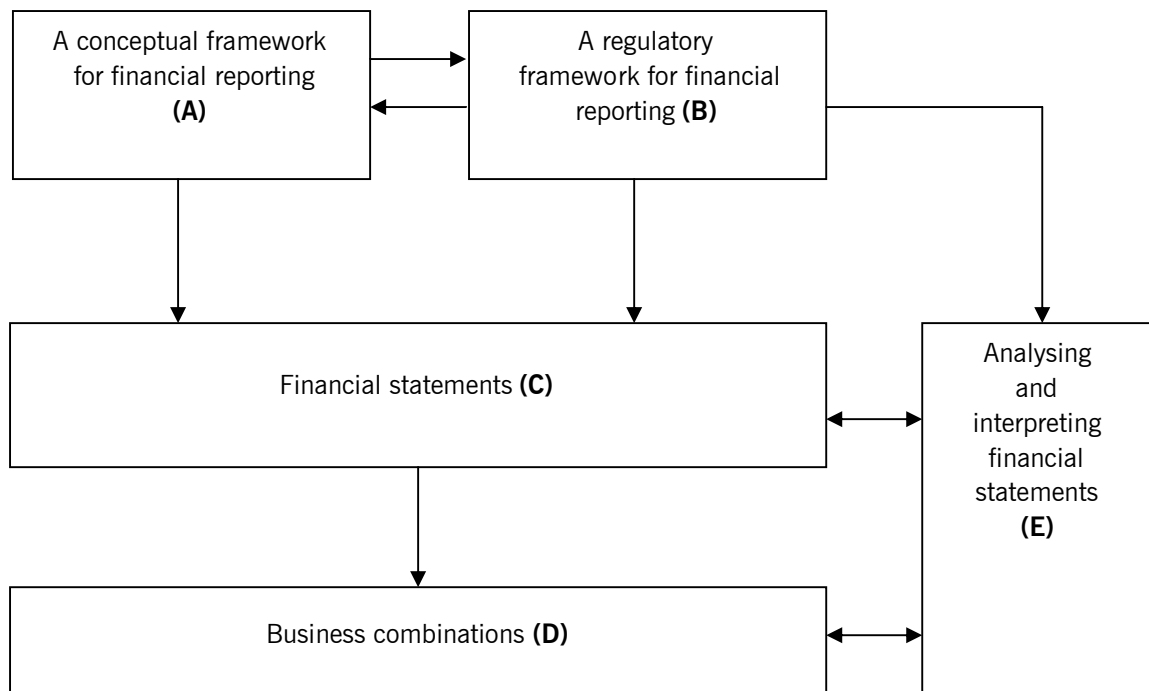 A conceptual framework
for financial reporting
(A)
A regulatory
framework for financial
reporting (B)
Financial statements (C)
Analysing
and
interpreting
financial
statements
(E)
Business combinations (D)